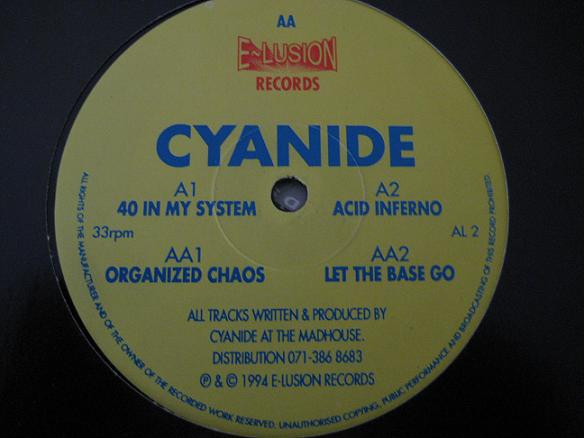 AA
E~LUSION
RECORDS
CYANIDE
A1 A2
40 IN MY SYSTEM ACID INFERNO
33rpm AL 2
AA1 AA2
ORGANIZED CHAOS LET THE BASE GO
ALL TRACKS WRITTEN & PRODUCED BY
CYANIDE AT THE MADHOUSE.
DISTRIBUTION 071-386 8683
℗ & © 1994 E-LUSION RECORDS
ALL RIGHTS OF THE MANUFACTURER AND OF THE OWNER OF THE RECORDED WORK RESERVED. UNAUTHORISED COPYING, PUBLIC PERFORMANCE AND BROADCASTING OF THIS RECORD PROHIBITED